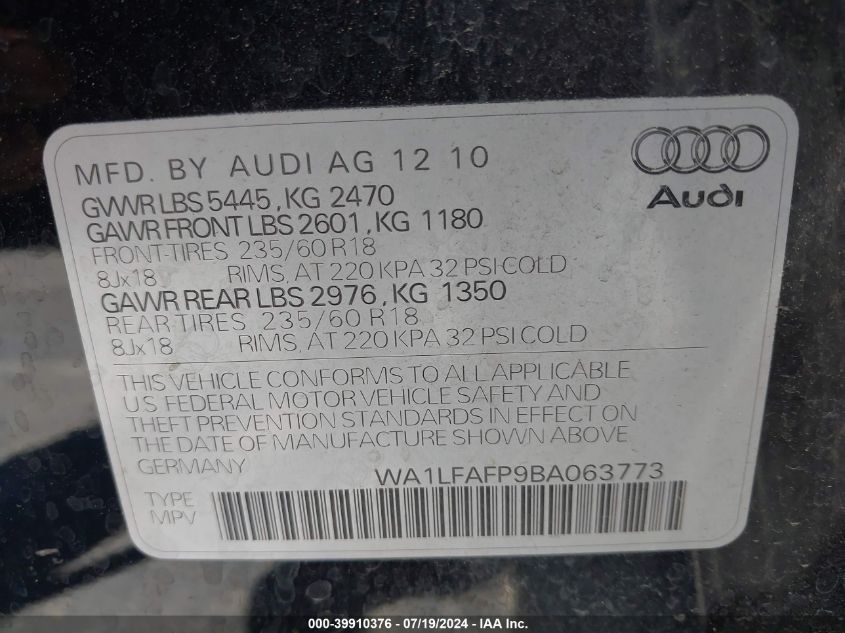 MFD. BY AUDI AG 12 10
Audi
GVWR LBS 5445, KG 2470
GAWR FRONT LBS 2601, KG 1180
FRONT-TIRES 235/60 R18
8Jx18 RIMS, AT 220 KPA 32 PSI COLD
GAWR REAR LBS 2976, KG 1350
REAR-TIRES 235/60 R18
8Jx18 RIMS, AT 220 KPA 32 PSI COLD
THIS VEHICLE CONFORMS TO ALL APPLICABLE
U.S FEDERAL MOTOR VEHICLE SAFETY AND
THEFT PREVENTION STANDARDS IN EFFECT ON
THE DATE OF MANUFACTURE SHOWN ABOVE.
GERMANY WA1LFAFP9BA063773
TYPE
MPV
000-39910376 / 07/19/2024 / IAA, Inc.